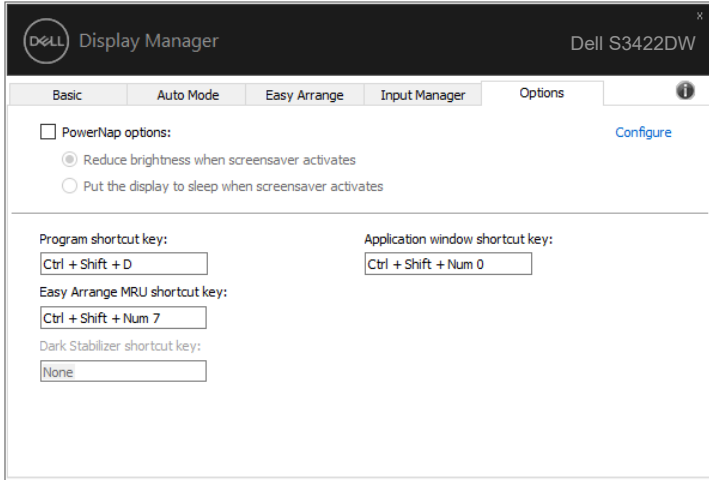 x
DELL Display Manager
Dell S3422DW
Basic Auto Mode Easy Arrange Input Manager Options i
PowerNap options: Configure
Reduce brightness when screensaver activates
Put the display to sleep when screensaver activates
Program shortcut key: Application window shortcut key:
Ctrl + Shift + D Ctrl + Shift + Num 0
Easy Arrange MRU shortcut key:
Ctrl + Shift + Num 7
Dark Stabilizer shortcut key:
None